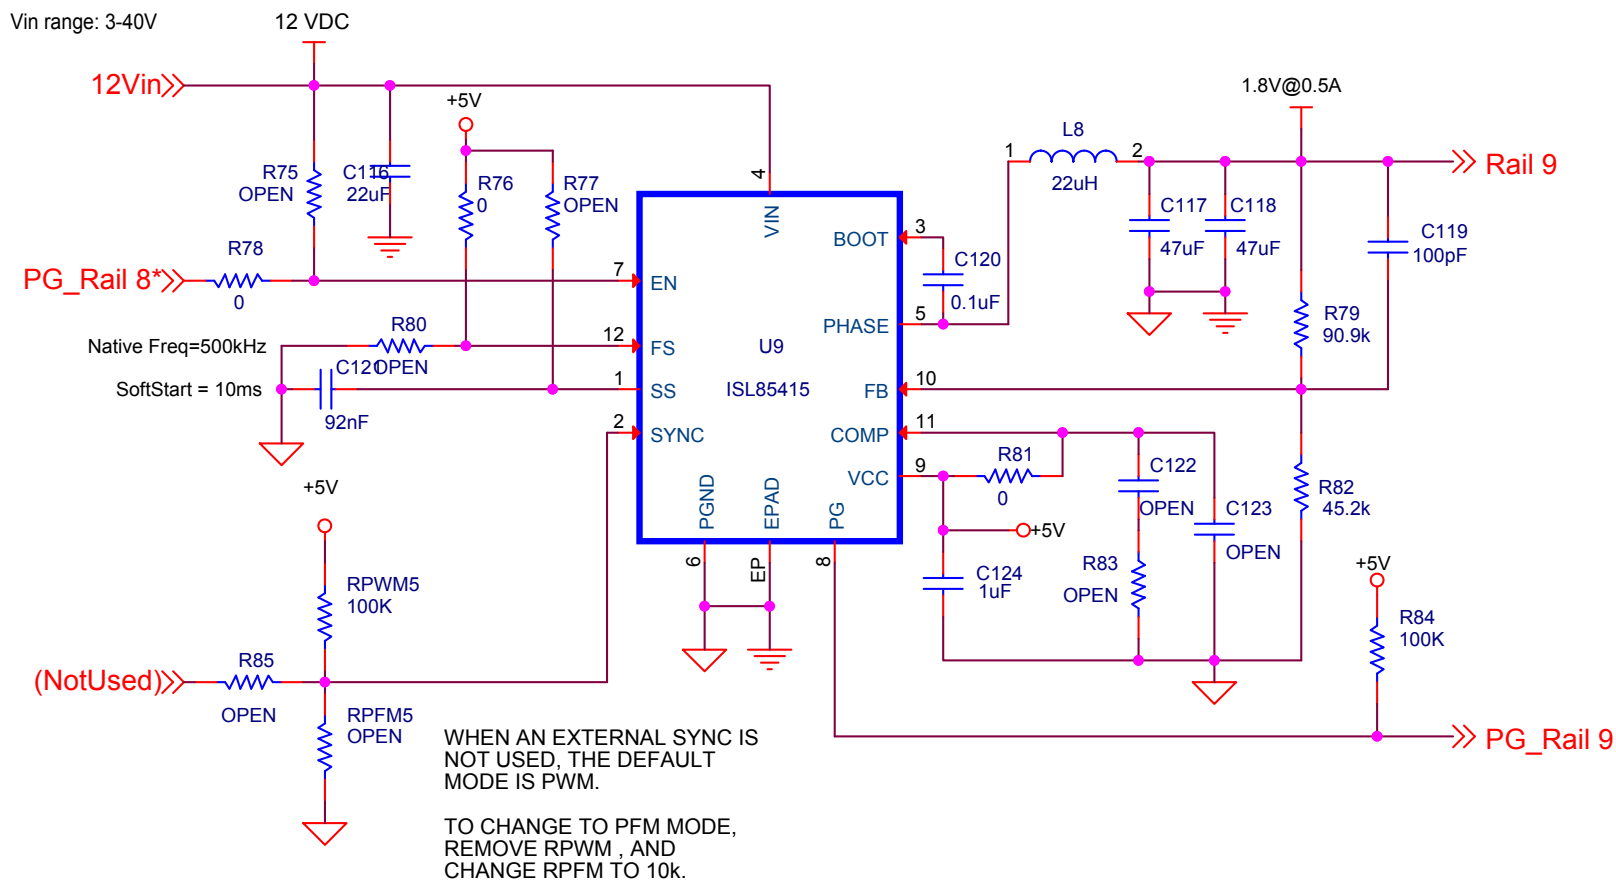 Vin range: 3-40V
12 VDC
12Vin
+5V
1.8V@0.5A
L8
1
2
22uH
Rail 9
R75
OPEN
C116
22uF
R76
0
R77
OPEN
4
VIN
BOOT
3
C117
47uF
C118
47uF
C119
100pF
R78
0
PG_Rail 8*
7
EN
C120
0.1uF
PHASE
5
R79
90.9k
Native Freq=500kHz
R80
OPEN
12
FS
U9
ISL85415
SoftStart = 10ms
C121
92nF
1
SS
FB
10
2
SYNC
COMP
11
VCC
9
R81
0
C122
OPEN
C123
OPEN
R82
45.2k
+5V
PGND
EPAD
PG
6
EP
8
+5V
C124
1uF
R83
OPEN
+5V
R84
100K
RPWM5
100K
R85
OPEN
(NotUsed)
RPFM5
OPEN
PG_Rail 9
WHEN AN EXTERNAL SYNC IS
NOT USED, THE DEFAULT
MODE IS PWM.
TO CHANGE TO PFM MODE,
REMOVE RPWM , AND
CHANGE RPFM TO 10k.